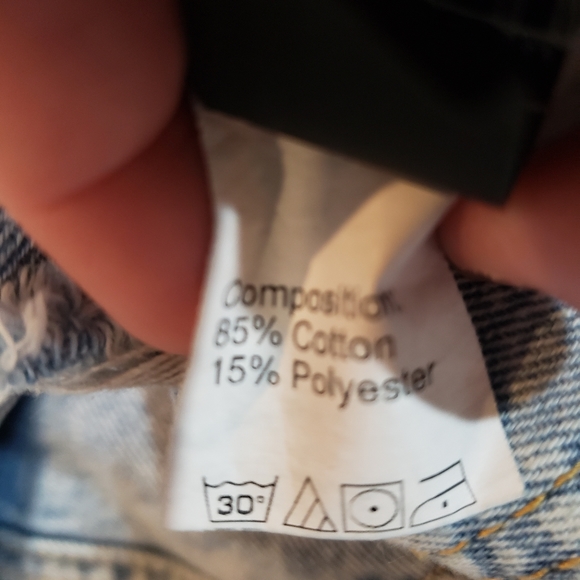 Composition:
85% Cotton
15% Polyester
30°